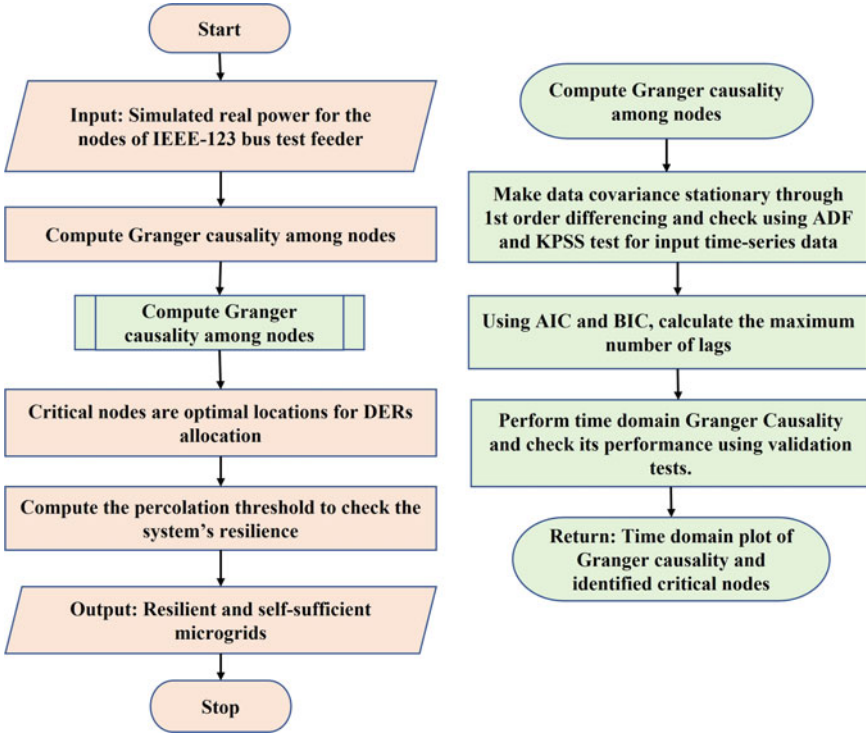 Start
Input: Simulated real power for the
nodes of IEEE-123 bus test feeder
Compute Granger causality among nodes
Compute Granger
causality among nodes
Critical nodes are optimal locations for DERs
allocation
Compute the percolation threshold to check the
system's resilience
Output: Resilient and self-sufficient
microgrids
Stop
Compute Granger causality
among nodes
Make data covariance stationary through
1st order differencing and check using ADF
and KPSS test for input time-series data
Using AIC and BIC, calculate the maximum
number of lags
Perform time domain Granger Causality
and check its performance using validation
tests.
Return: Time domain plot of
Granger causality and
identified critical nodes